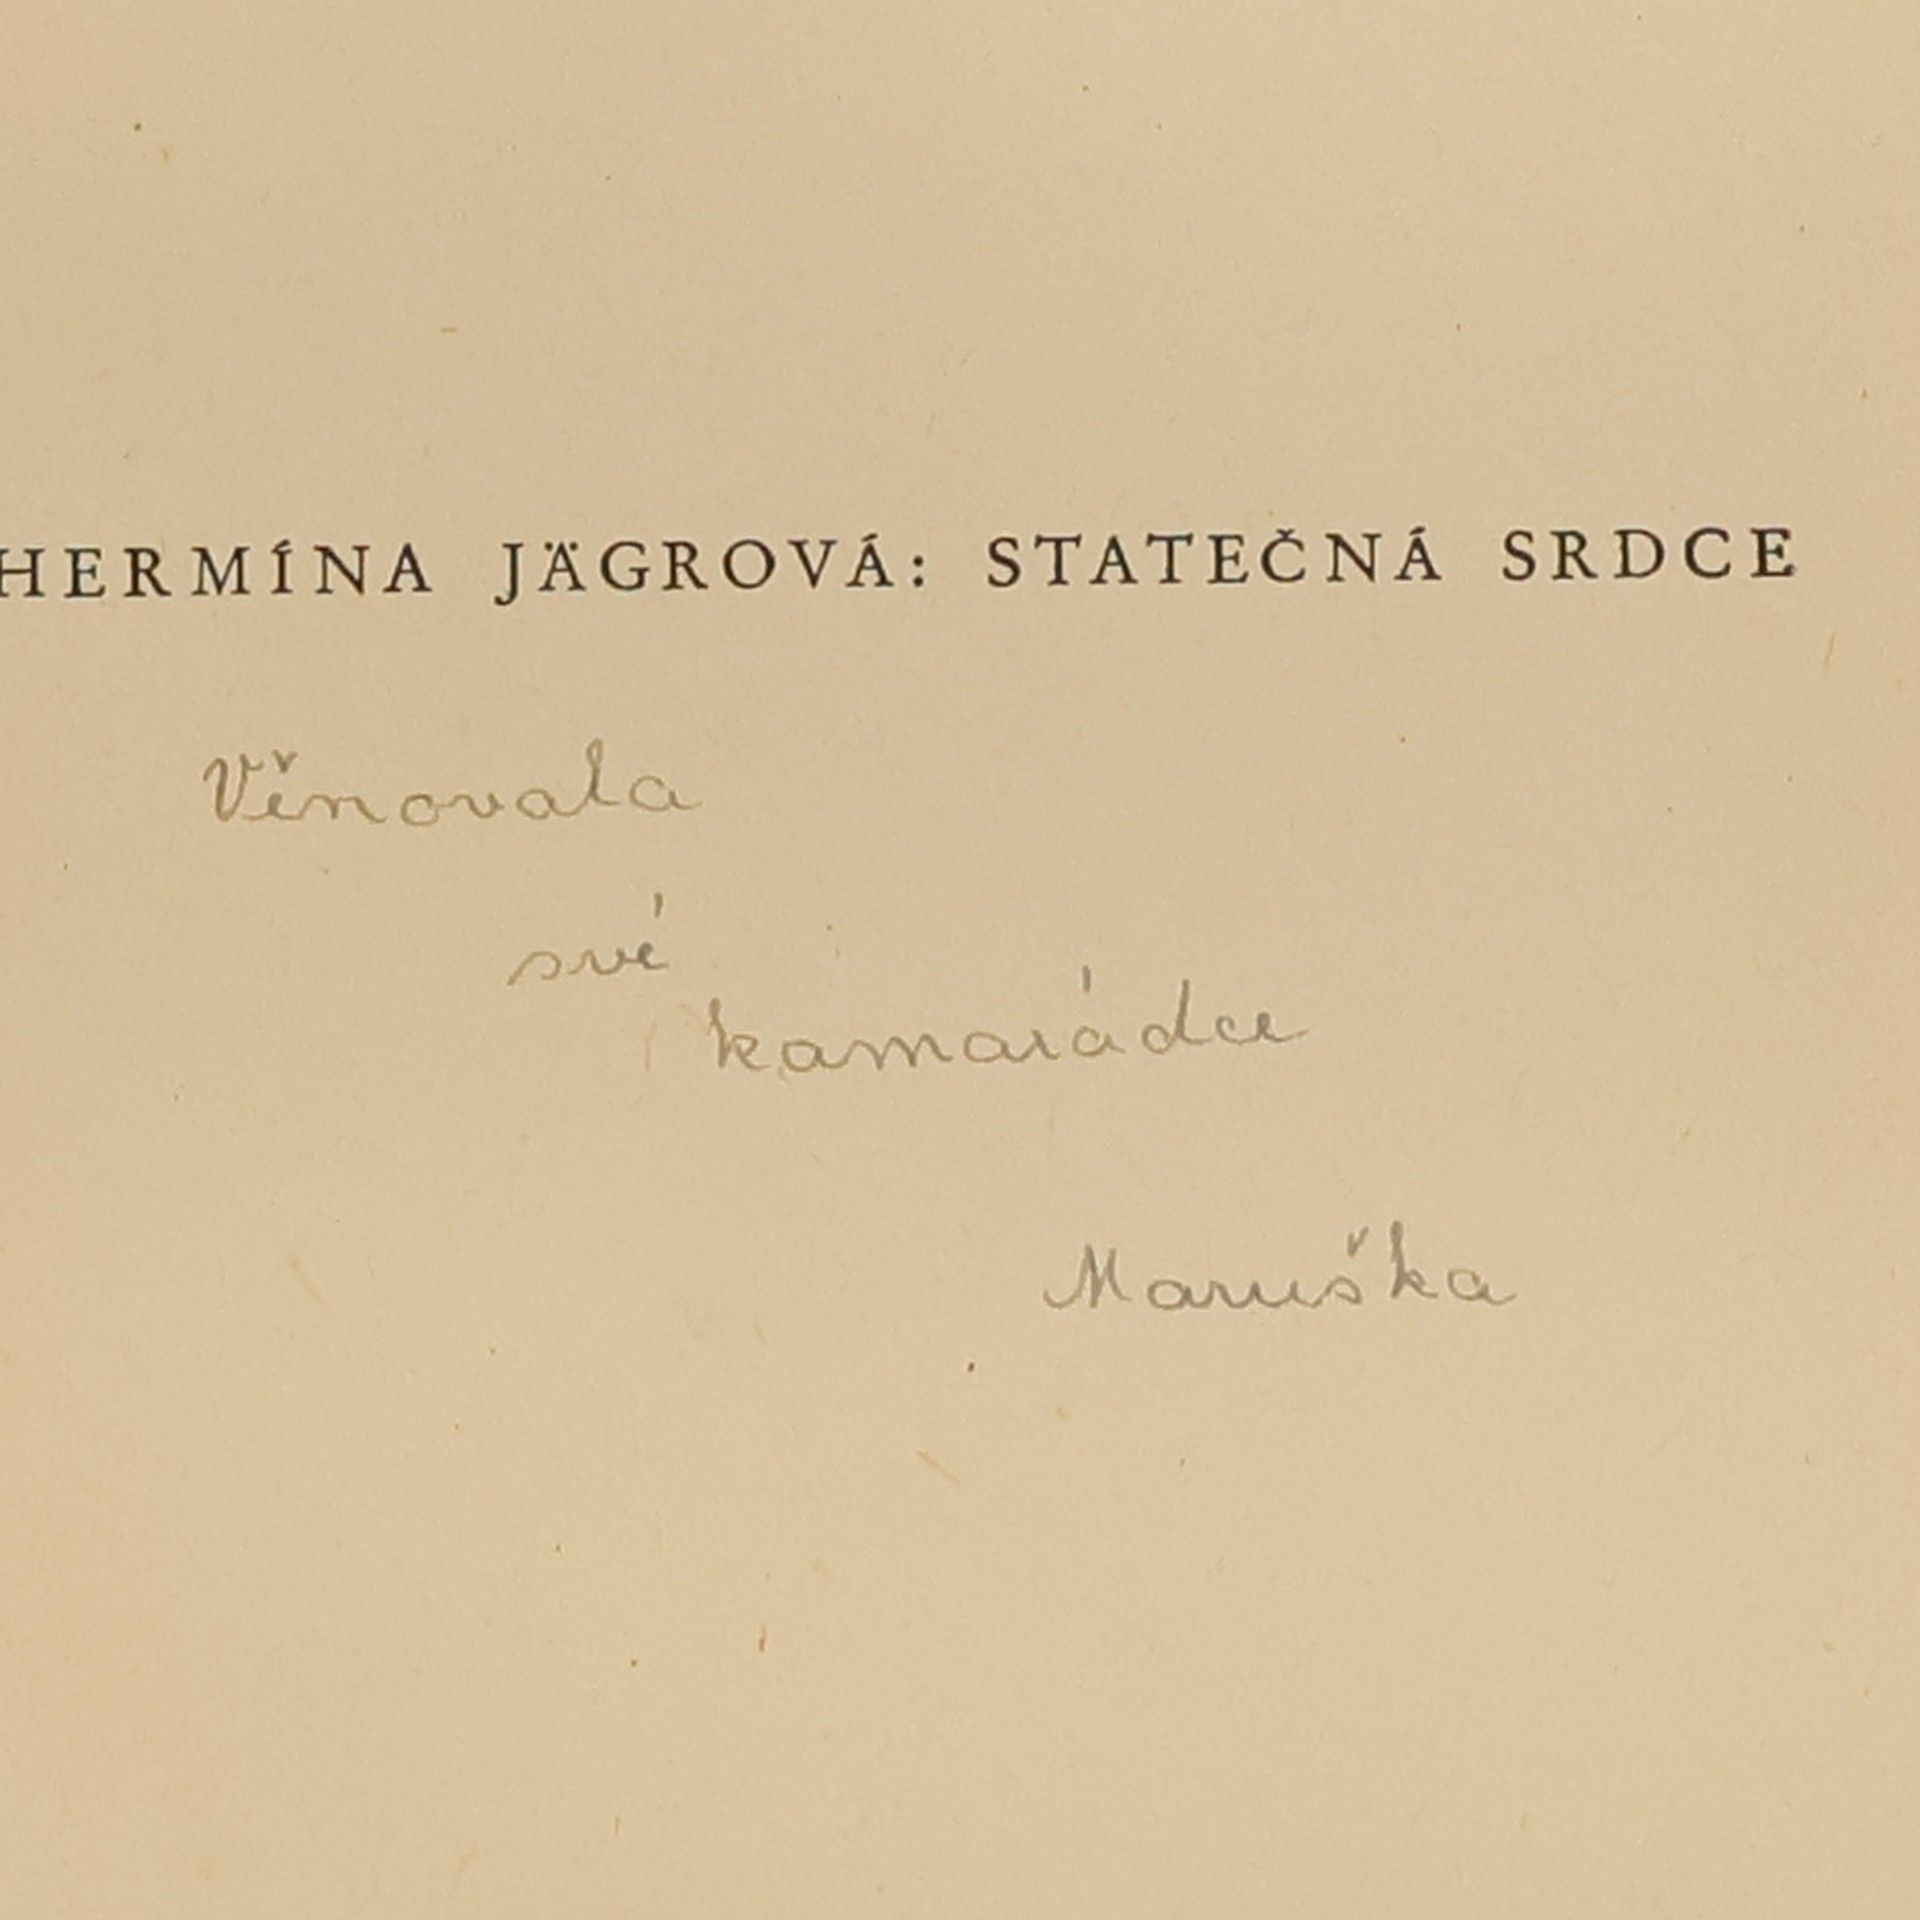 HERMÍNA JÄGROVÁ: STATEČNÁ SRDCE
Věnovala
své
kamarádce
Maruška